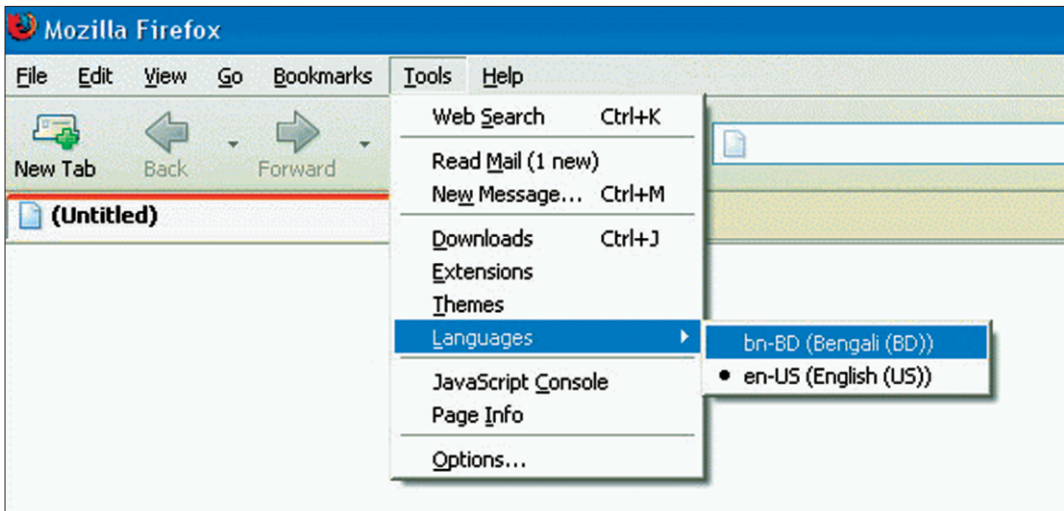 Mozilla Firefox
File Edit View Go Bookmarks Tools Help
New Tab Back Forward
(Untitled)
Web Search Ctrl+K
Read Mail (1 new)
New Message... Ctrl+M
Downloads Ctrl+J
Extensions
Themes
Languages
bn-BD (Bengali (BD))
en-US (English (US))
JavaScript Console
Page Info
Options...